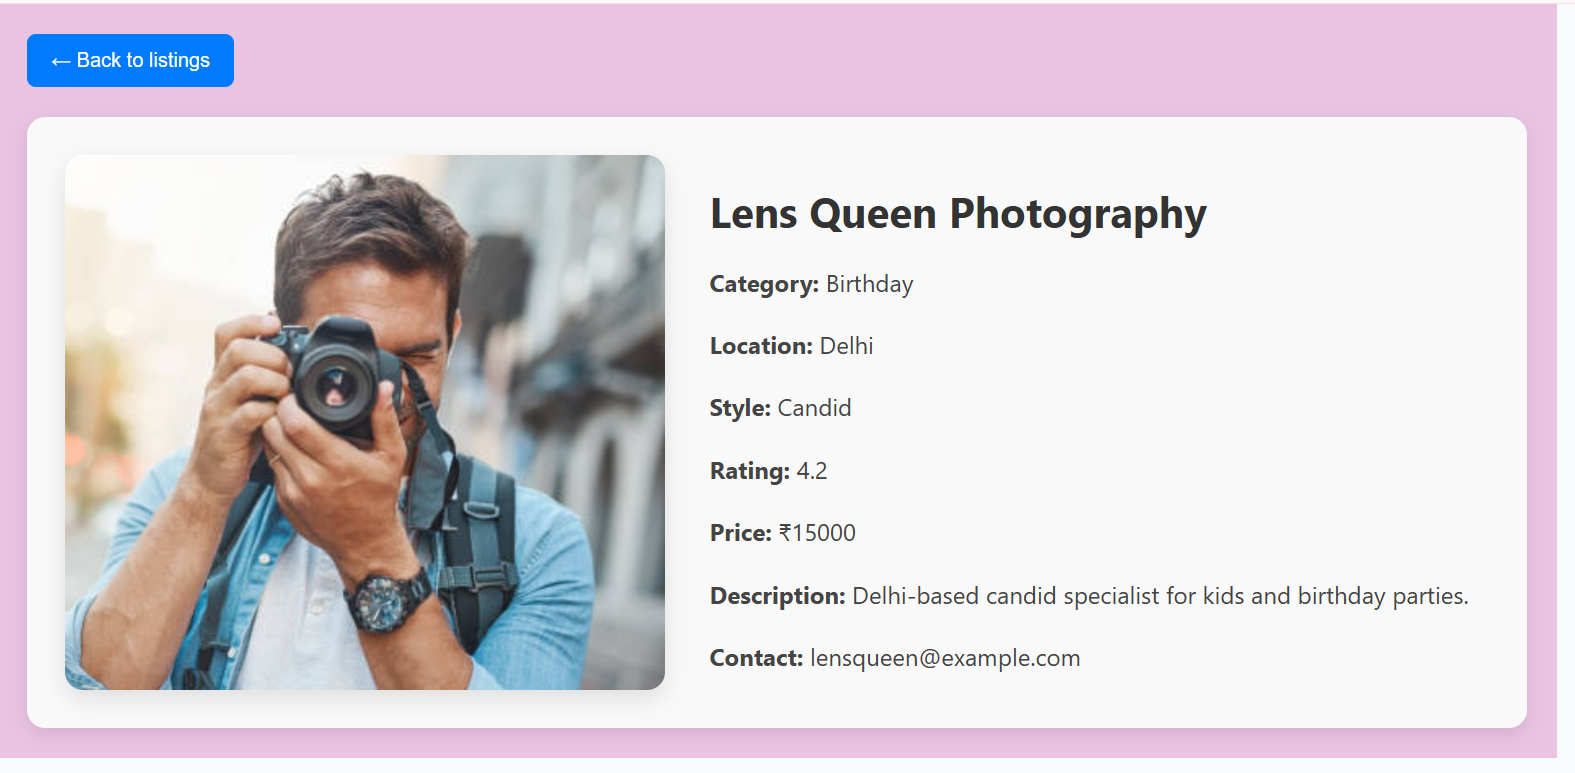 ← Back to listings
Lens Queen Photography
Category: Birthday
Location: Delhi
Style: Candid
Rating: 4.2
Price: ₹15000
Description: Delhi-based candid specialist for kids and birthday parties.
Contact: lensqueen@example.com